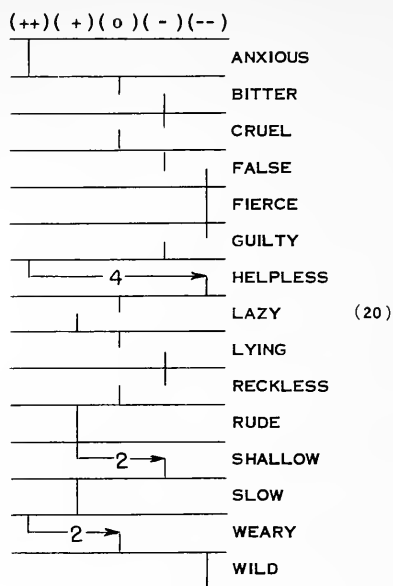 (++)(+)(o)(-)(--)
ANXIOUS
BITTER
CRUEL
FALSE
FIERCE
GUILTY
4 HELPLESS
LAZY (20)
LYING
RECKLESS
RUDE
2 SHALLOW
SLOW
2 WEARY
WILD